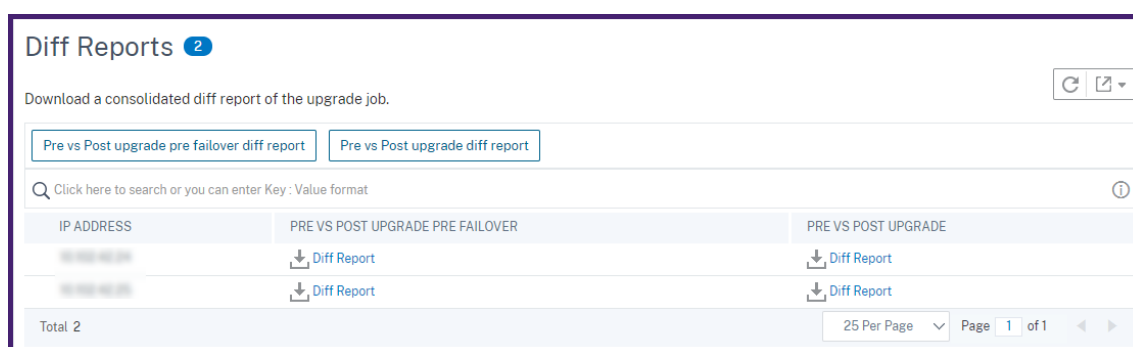 Diff Reports 2
Download a consolidated diff report of the upgrade job.
Pre vs Post upgrade pre failover diff report Pre vs Post upgrade diff report
Click here to search or you can enter Key : Value format
IP ADDRESS PRE VS POST UPGRADE PRE FAILOVER PRE VS POST UPGRADE
Diff Report Diff Report
Diff Report Diff Report
Total 2 25 Per Page Page 1 of 1